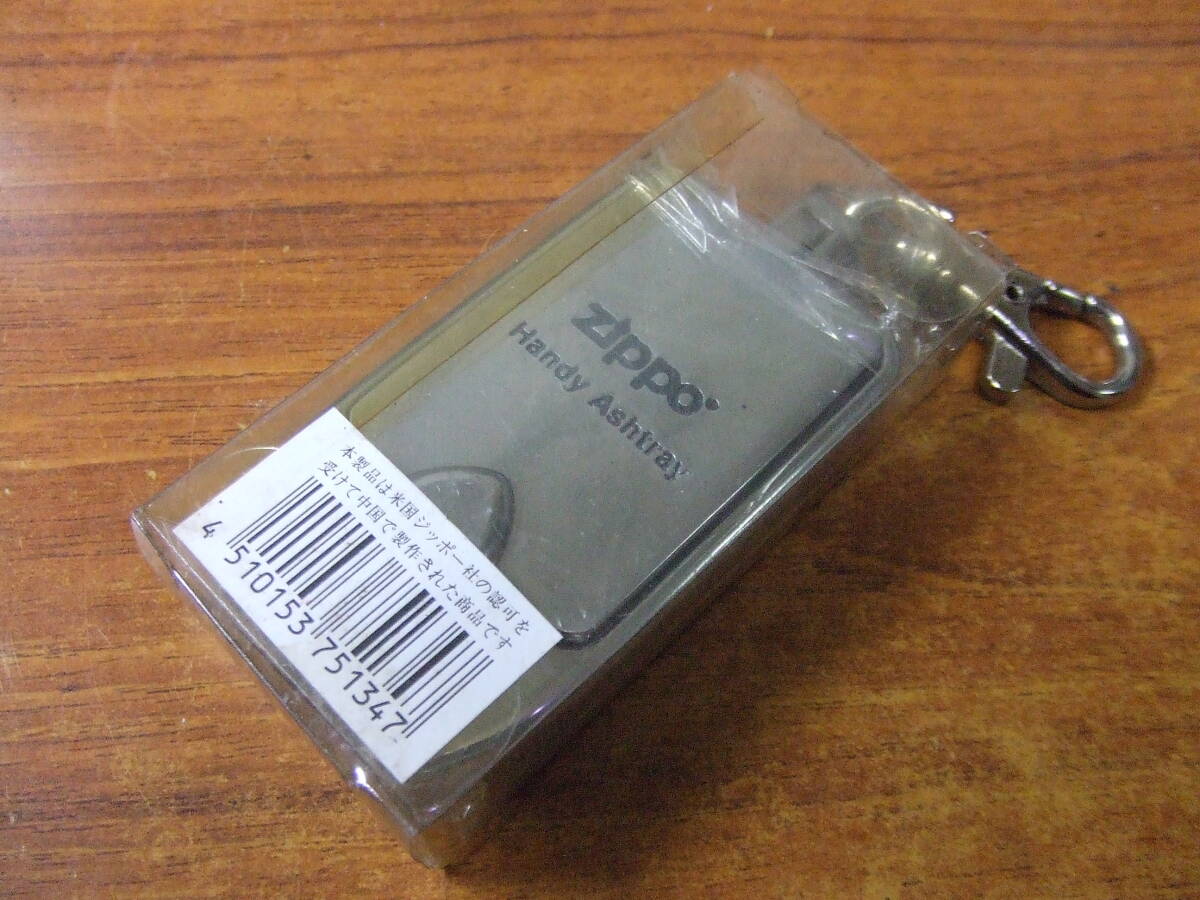 zippo
Handy Ashtray
本製品は米国ジッポー社の認可を
受けて中国で製作された商品です
4 510153 751347